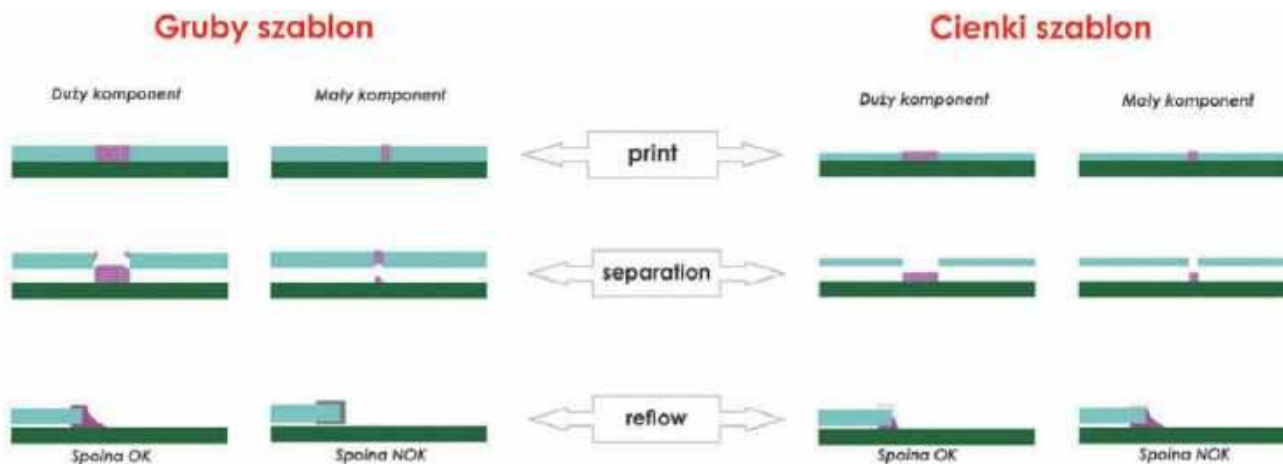 Gruby szablon
Cienki szablon
Duży komponent
Mały komponent
Duży komponent
Mały komponent
print
separation
reflow
Spoina OK
Spoina NOK
Spoina OK
Spoina NOK